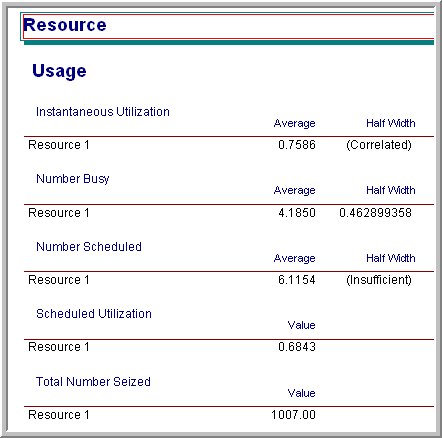 Resource
Usage
Instantaneous Utilization
Average Half Width
Resource 1 0.7586 (Correlated)
Number Busy
Average Half Width
Resource 1 4.1850 0.462899358
Number Scheduled
Average Half Width
Resource 1 6.1154 (Insufficient)
Scheduled Utilization
Value
Resource 1 0.6843
Total Number Seized
Value
Resource 1 1007.00